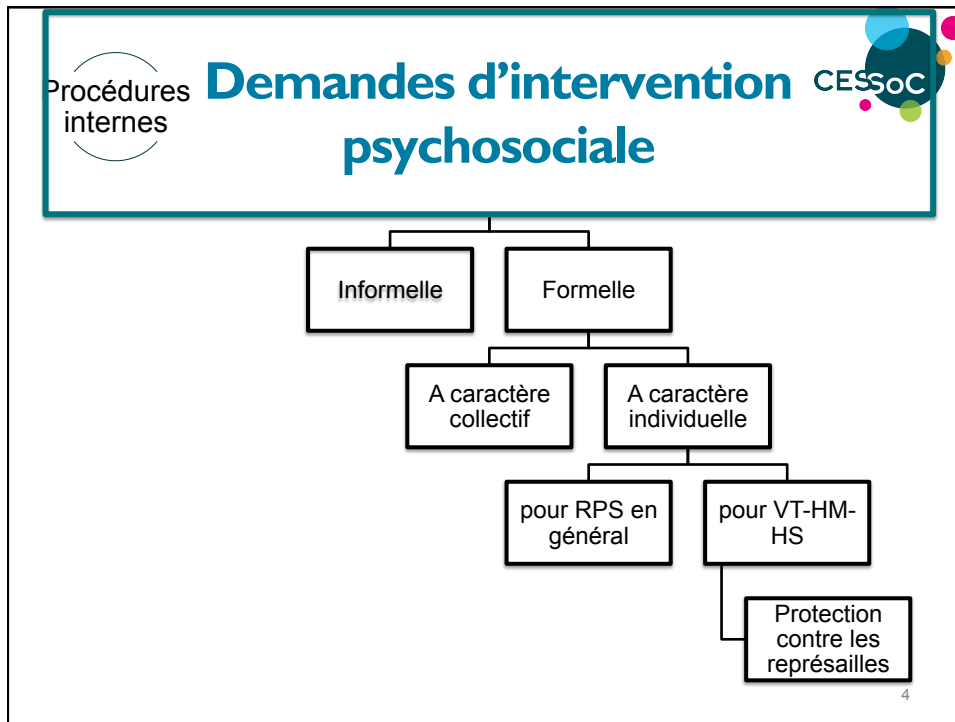 Procédures
internes
Demandes d'intervention
psychosociale
CESSoC
Informelle
Formelle
A caractère
collectif
A caractère
individuelle
pour RPS en
général
pour VT-HM-
HS
Protection
contre les
représailles
4